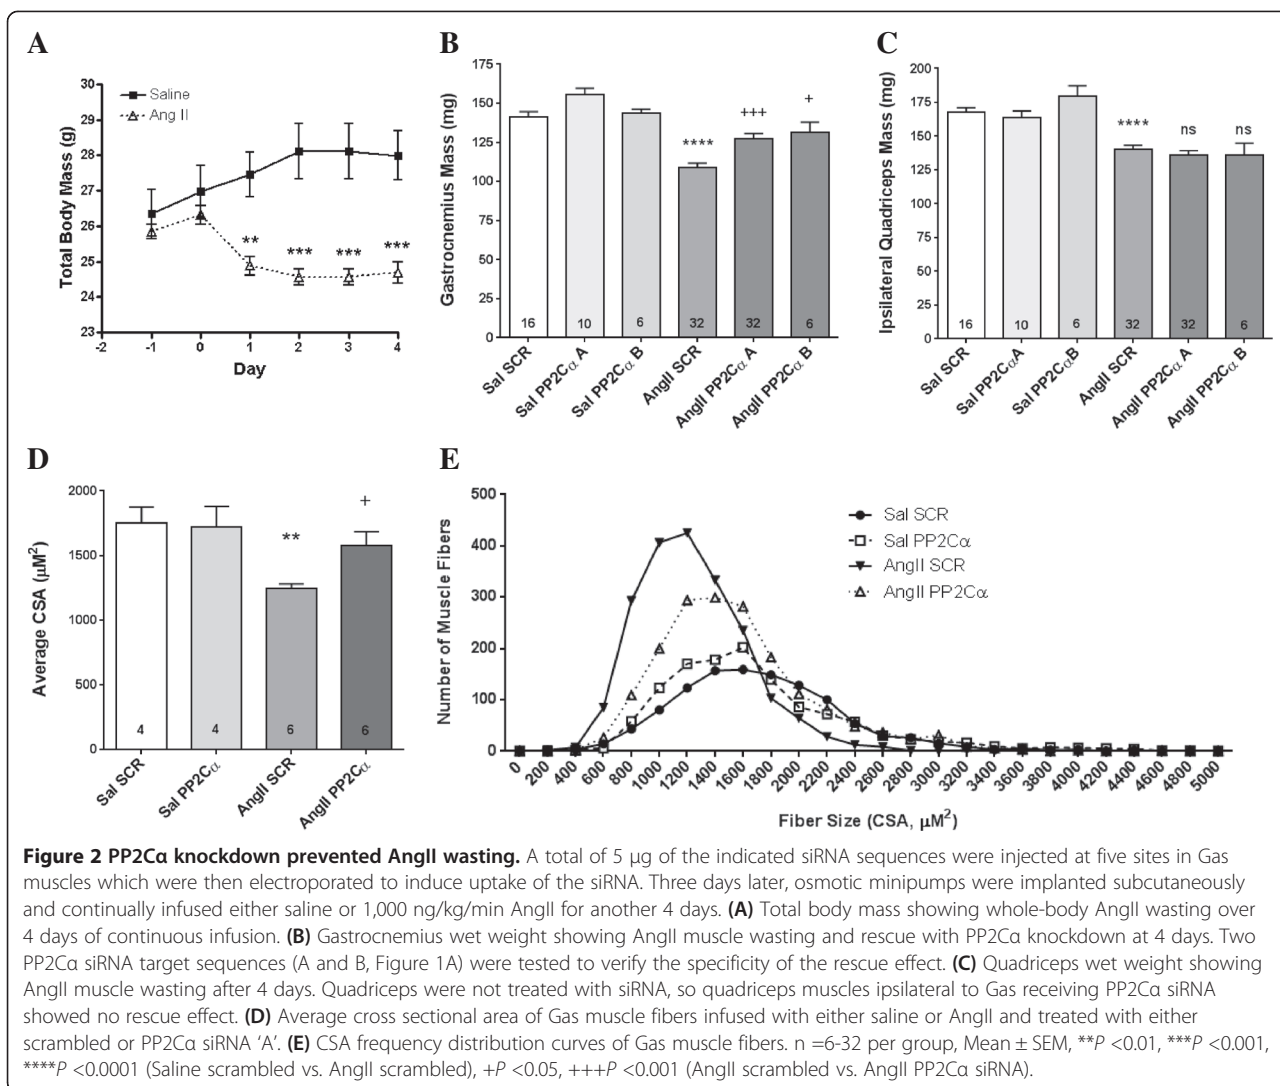 A
30
29
28
27
26
25
24
23
Total Body Mass (g)
Saline
Ang II
**
***
***
***
-2
-1
0
1
2
3
4
Day
B
175
150
125
100
75
50
25
0
Gastrocnemius Mass (mg)
****
+++
+
16
10
6
32
32
6
Sal SCR
Sal PP2Cα A
Sal PP2Cα B
AngII SCR
AngII PP2Cα A
AngII PP2Cα B
C
200
175
150
125
100
75
50
25
0
Ipsilateral Quadriceps Mass (mg)
****
ns
ns
16
10
6
32
32
6
Sal SCR
Sal PP2CαA
Sal PP2CαB
AngII SCR
AngII PP2Cα A
AngII PP2Cα B
D
2000
1500
1000
500
0
Average CSA (µM²)
**
+
4
4
6
6
Sal SCR
Sal PP2Cα
AngII SCR
AngII PP2Cα
E
500
400
300
200
100
0
Number of Muscle Fibers
Sal SCR
Sal PP2Cα
AngII SCR
AngII PP2Cα
0
200
400
600
800
1000
1200
1400
1600
1800
2000
2200
2400
2600
2800
3000
3200
3400
3600
3800
4000
4200
4400
4600
4800
5000
Fiber Size (CSA, µM²)
Figure 2 PP2Cα knockdown prevented AngII wasting. A total of 5 µg of the indicated siRNA sequences were injected at five sites in Gas
muscles which were then electroporated to induce uptake of the siRNA. Three days later, osmotic minipumps were implanted subcutaneously
and continually infused either saline or 1,000 ng/kg/min AngII for another 4 days. (A) Total body mass showing whole-body AngII wasting over
4 days of continuous infusion. (B) Gastrocnemius wet weight showing AngII muscle wasting and rescue with PP2Cα knockdown at 4 days. Two
PP2Cα siRNA target sequences (A and B, Figure 1A) were tested to verify the specificity of the rescue effect. (C) Quadriceps wet weight showing
AngII muscle wasting after 4 days. Quadriceps were not treated with siRNA, so quadriceps muscles ipsilateral to Gas receiving PP2Cα siRNA
showed no rescue effect. (D) Average cross sectional area of Gas muscle fibers infused with either saline or AngII and treated with either
scrambled or PP2Cα siRNA ‘A’. (E) CSA frequency distribution curves of Gas muscle fibers. n =6-32 per group, Mean ± SEM, **P <0.01, ***P <0.001,
****P <0.0001 (Saline scrambled vs. AngII scrambled), +P <0.05, +++P <0.001 (AngII scrambled vs. AngII PP2Cα siRNA).